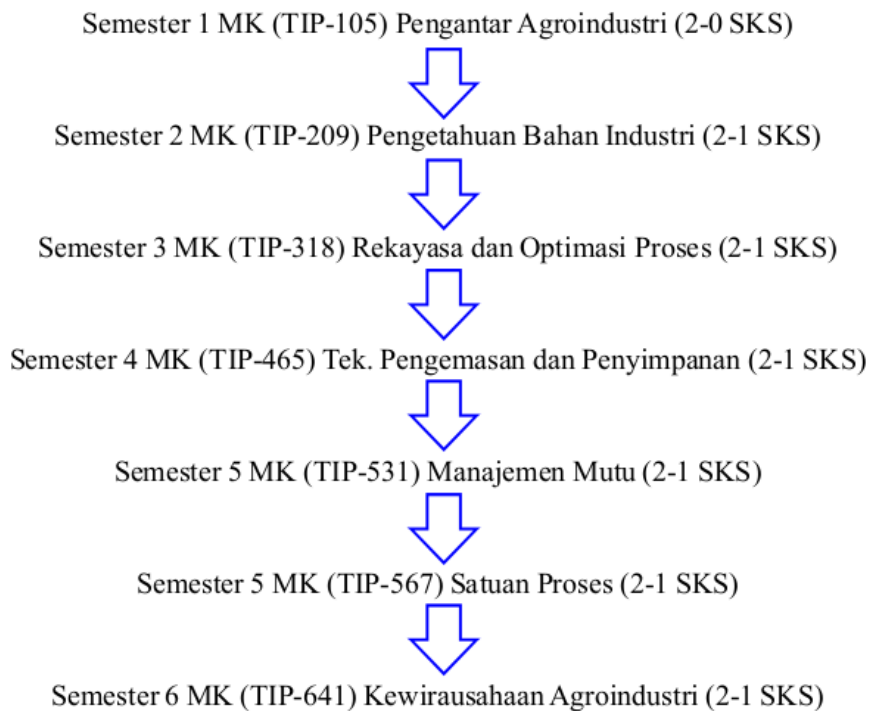 Semester 1 MK (TIP-105) Pengantar Agroindustri (2-0 SKS)
Semester 2 MK (TIP-209) Pengetahuan Bahan Industri (2-1 SKS)
Semester 3 MK (TIP-318) Rekayasa dan Optimasi Proses (2-1 SKS)
Semester 4 MK (TIP-465) Tek. Pengemasan dan Penyimpanan (2-1 SKS)
Semester 5 MK (TIP-531) Manajemen Mutu (2-1 SKS)
Semester 5 MK (TIP-567) Satuan Proses (2-1 SKS)
Semester 6 MK (TIP-641) Kewirausahaan Agroindustri (2-1 SKS)